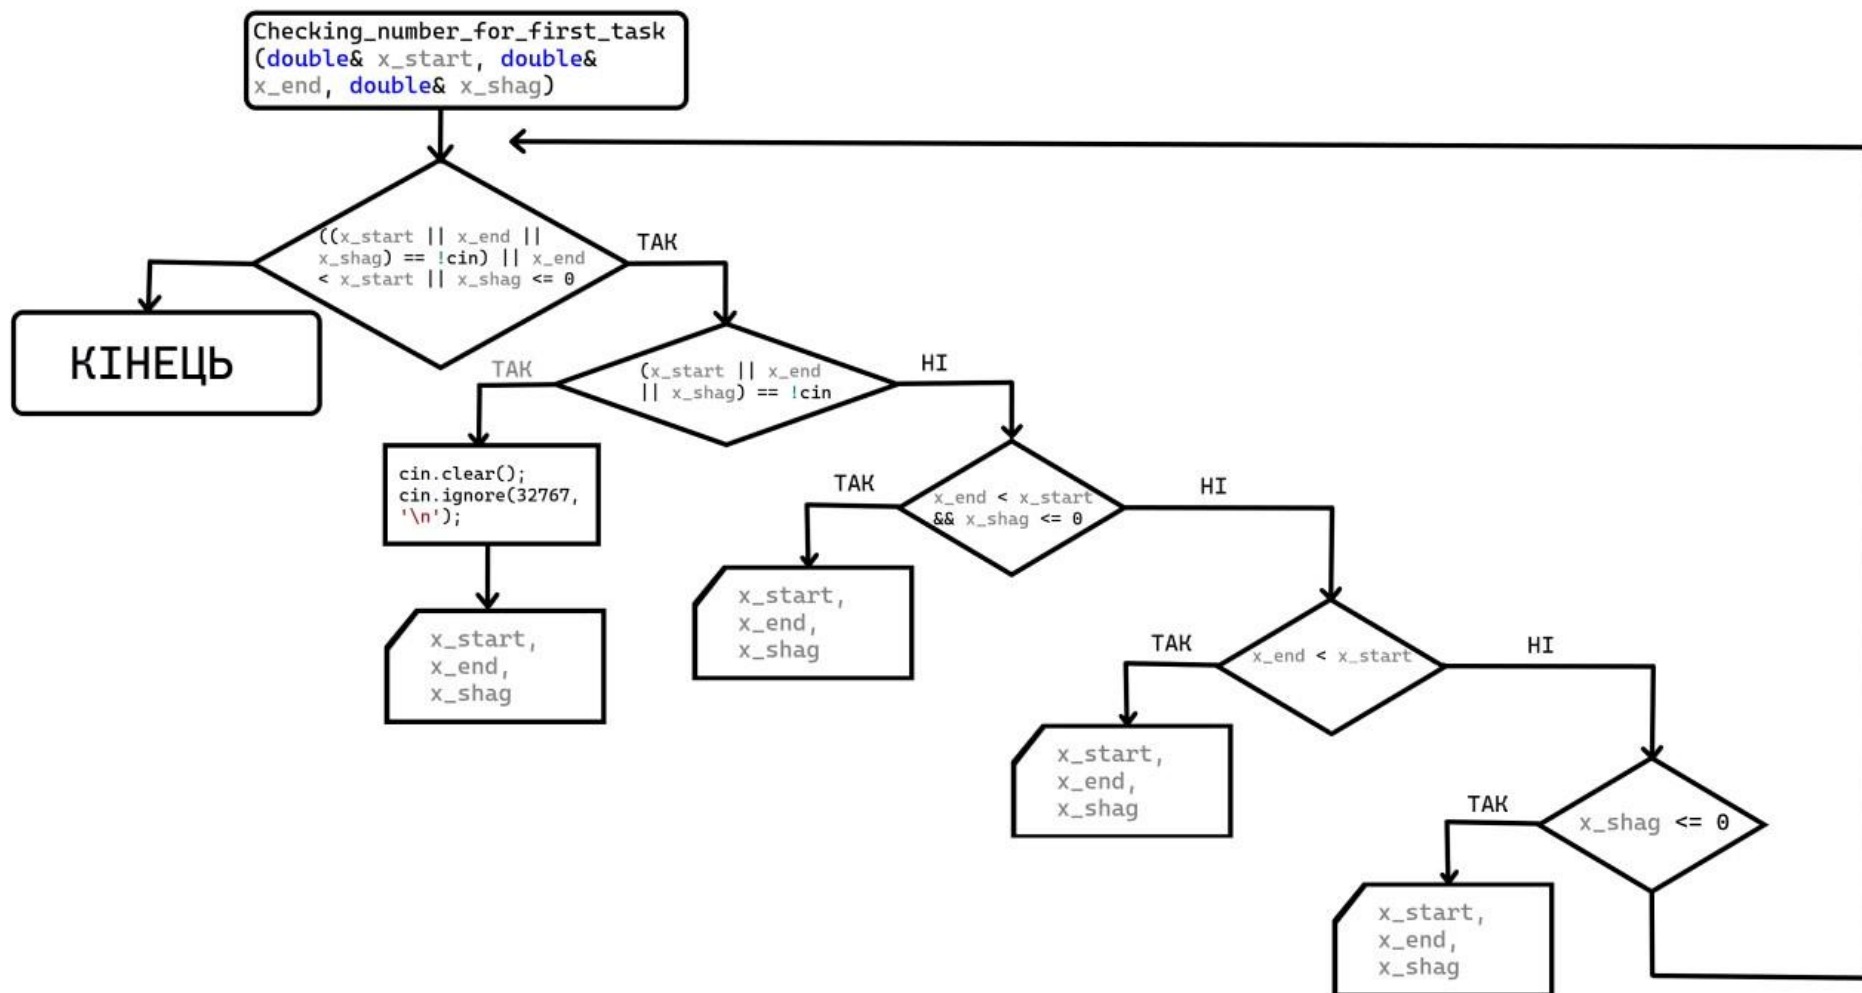 Checking_number_for_first_task
(double& x_start, double&
x_end, double& x_shag)
((x_start || x_end ||
x_shag) == !cin) || x_end
< x_start || x_shag <= 0
ТАК
КІНЕЦЬ
(x_start || x_end
|| x_shag) == !cin
ТАК
НІ
cin.clear();
cin.ignore(32767,
'\n');
x_start,
x_end,
x_shag
x_end < x_start
&& x_shag <= 0
ТАК
НІ
x_start,
x_end,
x_shag
x_end < x_start
ТАК
НІ
x_start,
x_end,
x_shag
x_shag <= 0
ТАК
x_start,
x_end,
x_shag